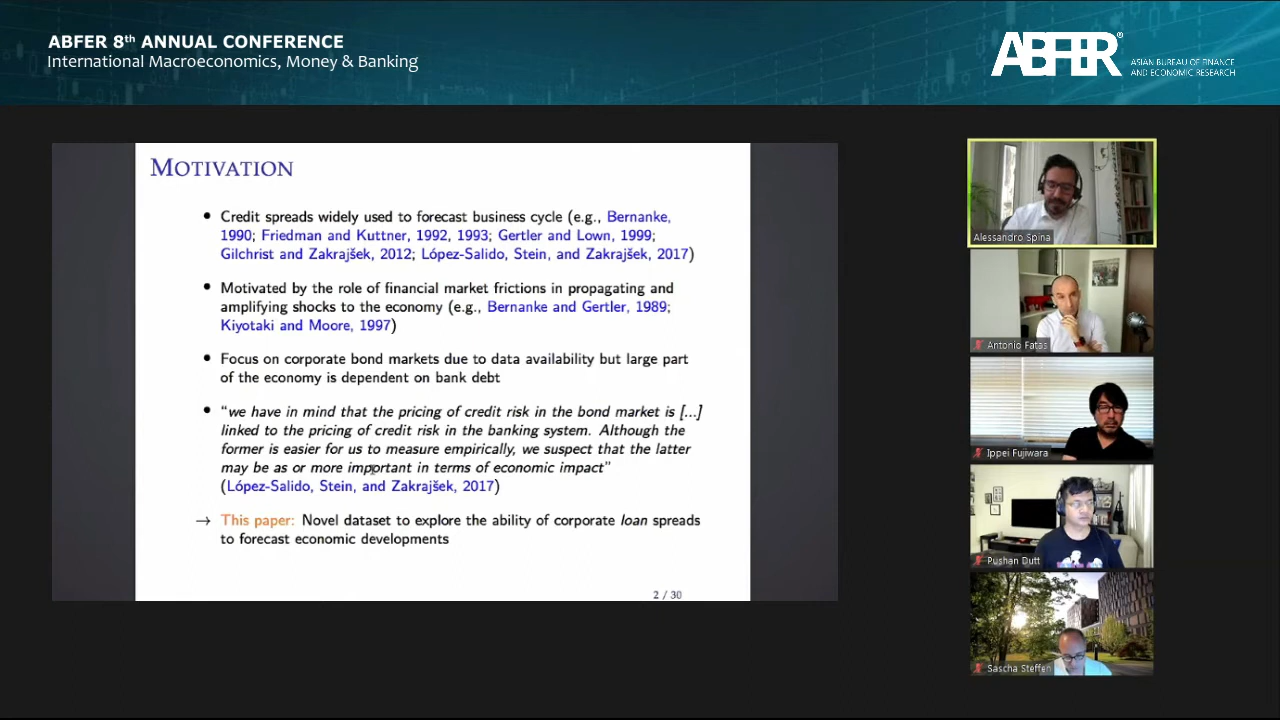 ABFER 8th ANNUAL CONFERENCE
International Macroeconomics, Money & Banking
ABFER®
ASIAN BUREAU OF FINANCE
AND ECONOMIC RESEARCH
MOTIVATION
• Credit spreads widely used to forecast business cycle (e.g., Bernanke,
1990; Friedman and Kuttner, 1992, 1993; Gertler and Lown, 1999;
Gilchrist and Zakrajšek, 2012; López-Salido, Stein, and Zakrajšek, 2017)
• Motivated by the role of financial market frictions in propagating and
amplifying shocks to the economy (e.g., Bernanke and Gertler, 1989;
Kiyotaki and Moore, 1997)
• Focus on corporate bond markets due to data availability but large part
of the economy is dependent on bank debt
• “we have in mind that the pricing of credit risk in the bond market is [...]
linked to the pricing of credit risk in the banking system. Although the
former is easier for us to measure empirically, we suspect that the latter
may be as or more important in terms of economic impact”
(López-Salido, Stein, and Zakrajšek, 2017)
→ This paper: Novel dataset to explore the ability of corporate loan spreads
to forecast economic developments
2 / 30
Alessandro Spina
Antonio Fatas
Ippei Fujiwara
Pushan Dutt
Sascha Steffen